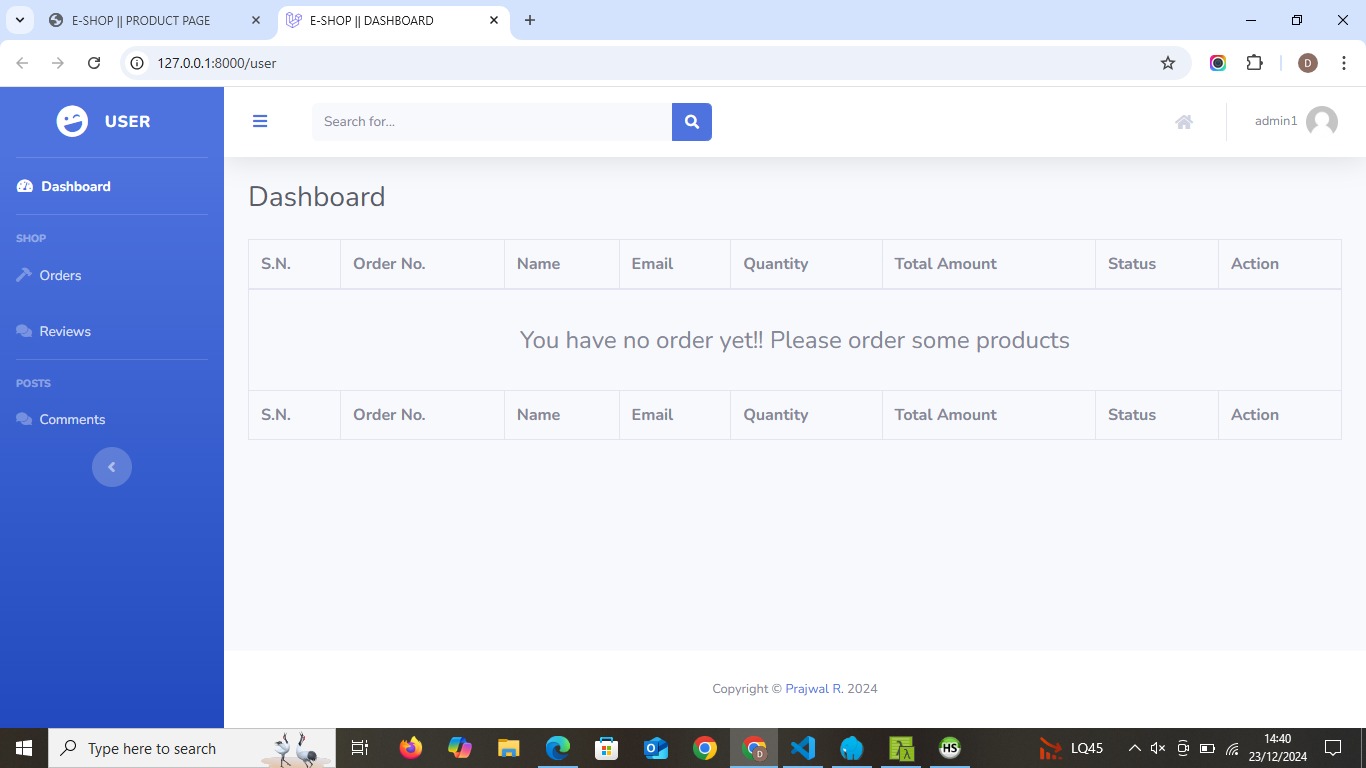 E-SHOP || PRODUCT PAGE
E-SHOP || DASHBOARD
127.0.0.1:8000/user
D
USER
Search for...
admin1
Dashboard
SHOP
Orders
Reviews
POSTS
Comments
Dashboard
S.N. Order No. Name Email Quantity Total Amount Status Action
You have no order yet!! Please order some products
S.N. Order No. Name Email Quantity Total Amount Status Action
Copyright © Prajwal R. 2024
Type here to search
D
HS
LQ45
14:40
23/12/2024